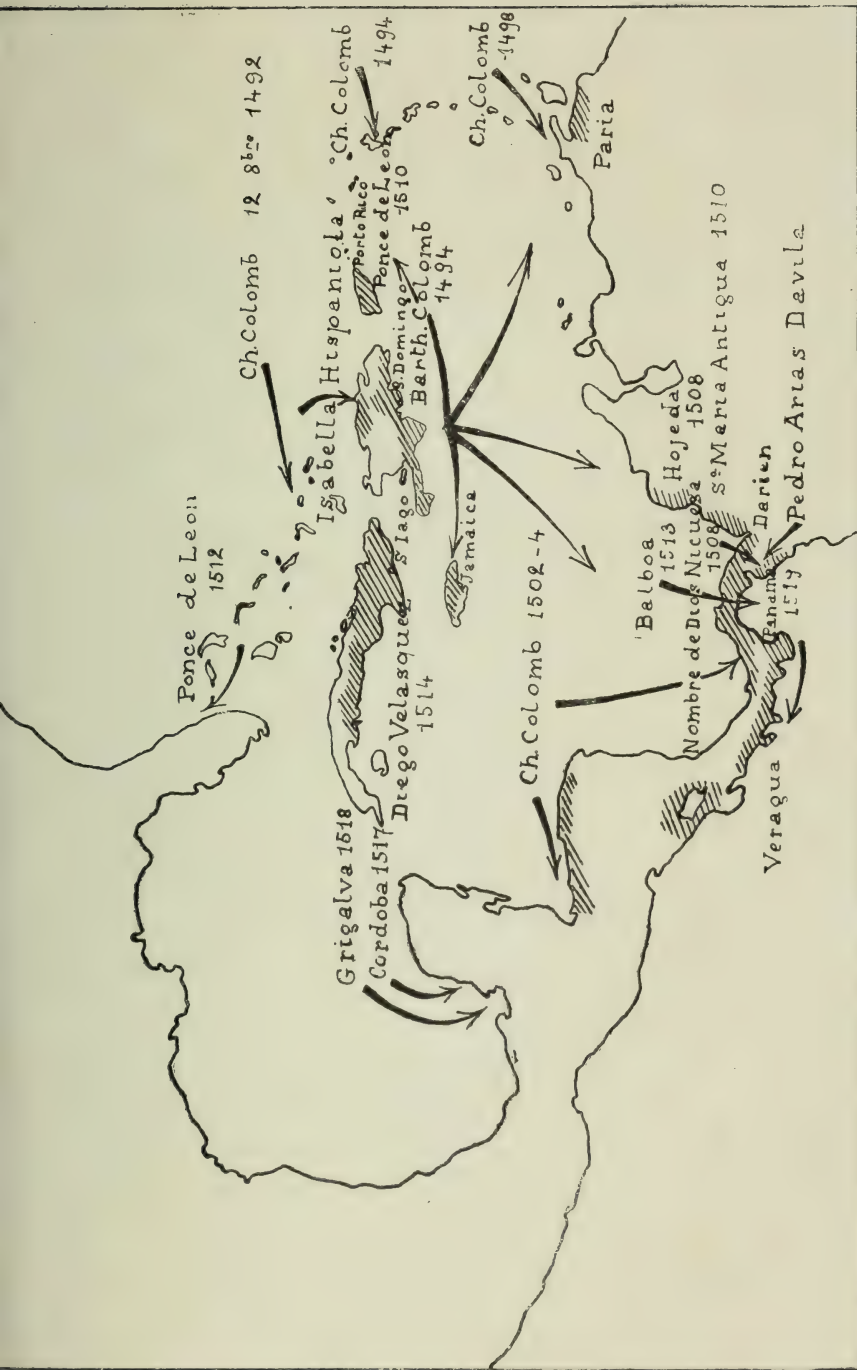 Ponce de Leon
1512
Ch. Colomb 12 8bre 1492
Isabella
Hispaniola
Porto Ruco
Ch. Colomb
1494
Ponce de Leon
1510
S. Domingo
Barth. Colomb
1494
Ch. Colomb
1498
Paria
Grigalva 1518
Cordoba 1517
Diego Velasquez
1514
S Iago
Jamaica
Ch. Colomb 1502-4
Balboa
1513
Hojeda
1508
Nombre de Dios
Nicuesa
1508
Sta Maria Antigua 1510
Darien
Panama
1519
Pedro Arias Davila
Veragua